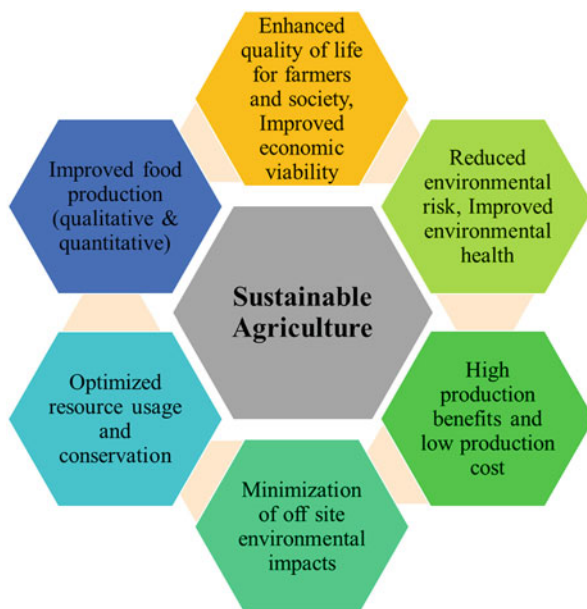 Enhanced
quality of life
for farmers
and society,
Improved
economic
viability
Reduced
environmental
risk, Improved
environmental
health
High
production
benefits and
low production
cost
Minimization
of off site
environmental
impacts
Optimized
resource usage
and
conservation
Improved food
production
(qualitative &
quantitative)
Sustainable
Agriculture